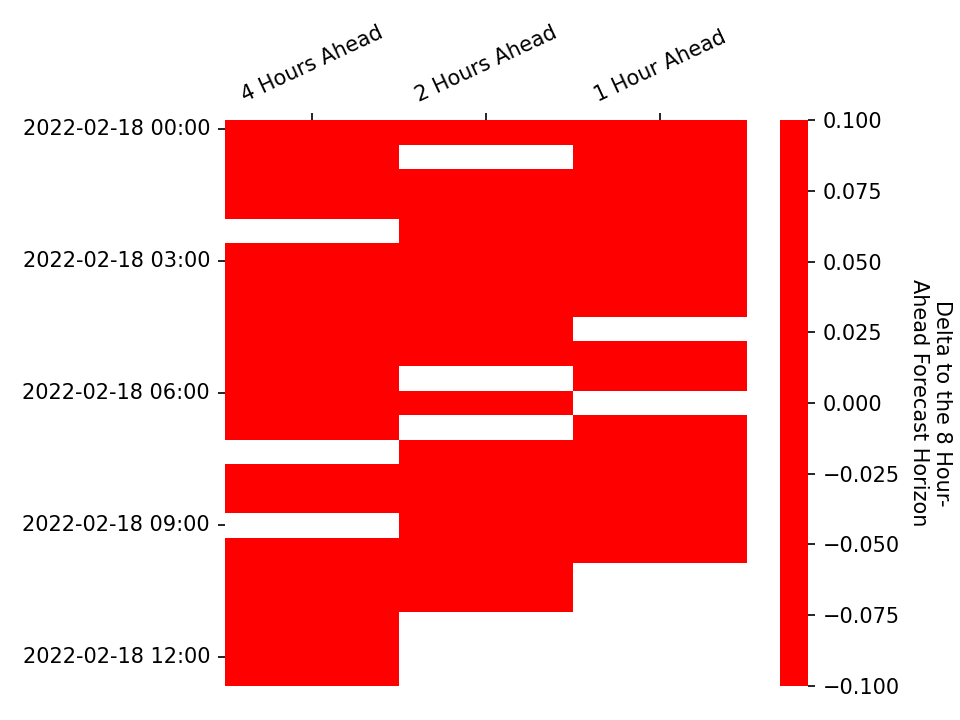 4 Hours Ahead
2 Hours Ahead
1 Hour Ahead
2022-02-18 00:00
2022-02-18 03:00
2022-02-18 06:00
2022-02-18 09:00
2022-02-18 12:00
0.100
0.075
0.050
0.025
0.000
−0.025
−0.050
−0.075
−0.100
Delta to the 8 Hour-
Ahead Forecast Horizon